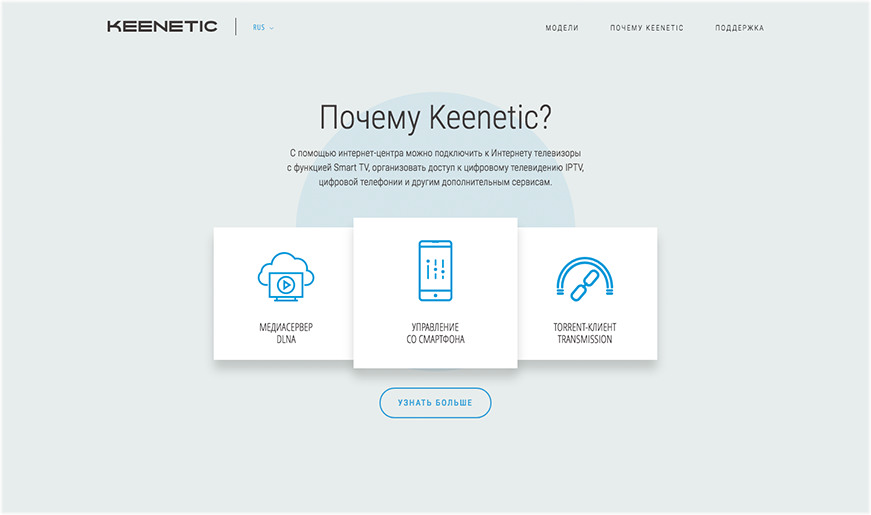 KEENETIC
RUS
МОДЕЛИ
ПОЧЕМУ KEENETIC
ПОДДЕРЖКА
Почему Keenetic?
С помощью интернет-центра можно подключить к Интернету телевизоры
с функцией Smart TV, организовать доступ к цифровому телевидению IPTV,
цифровой телефонии и другим дополнительным сервисам.
МЕДИАСЕРВЕР
DLNA
УПРАВЛЕНИЕ
СО СМАРТФОНА
TORRENT-КЛИЕНТ
TRANSMISSION
УЗНАТЬ БОЛЬШЕ